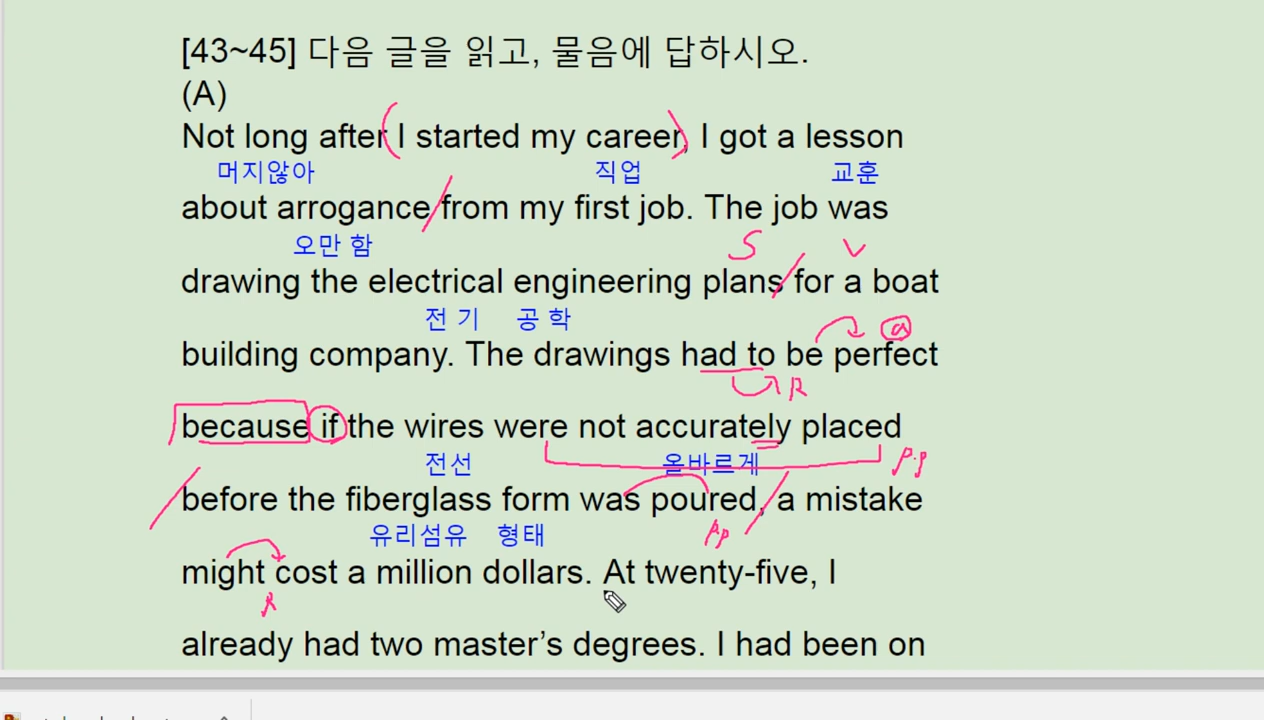 [43~45] 다음 글을 읽고, 물음에 답하시오.
(A)
Not long after I started my career, I got a lesson
머지않아 직업 교훈
about arrogance from my first job. The job was
오만 함 S V
drawing the electrical engineering plans for a boat
전 기 공 학 a
building company. The drawings had to be perfect
R
because if the wires were not accurately placed
전선 올바르게 p.p
before the fiberglass form was poured, a mistake
유리섬유 형태 p.p
might cost a million dollars. At twenty-five, I
R
already had two master's degrees. I had been on